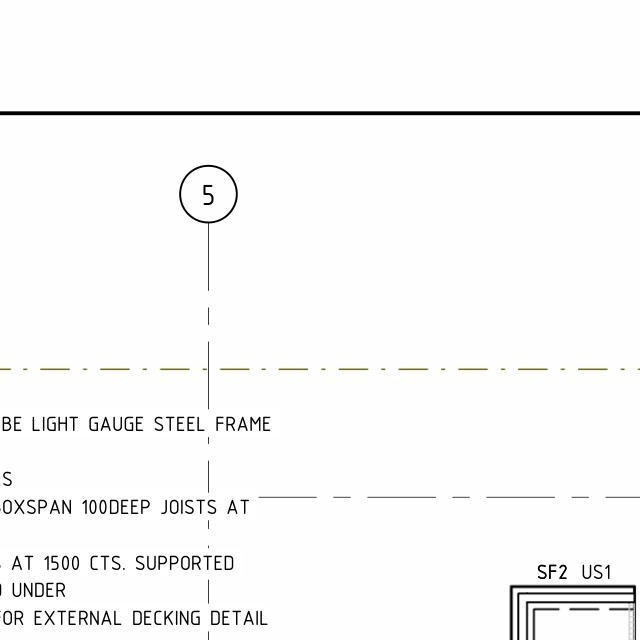 5
BE LIGHT GAUGE STEEL FRAME
OXSPAN 100DEEP JOISTS AT
AT 1500 CTS. SUPPORTED
UNDER
FOR EXTERNAL DECKING DETAIL
SF2 US1